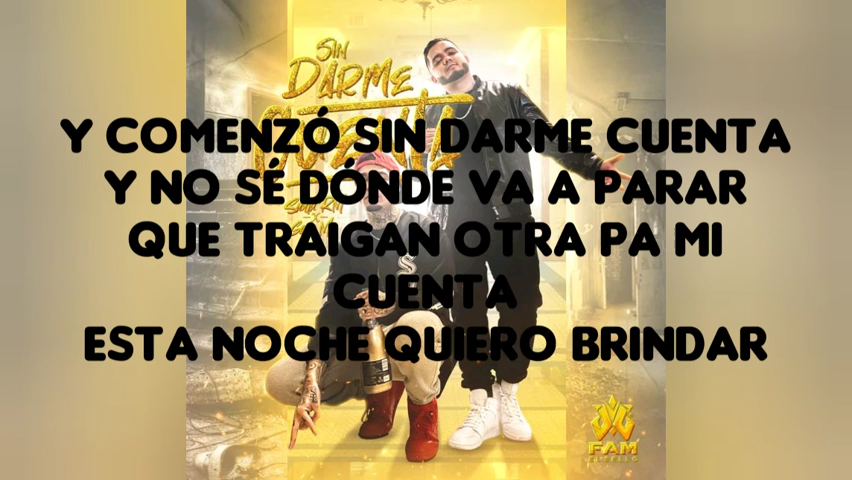 Y COMENZÓ SIN DARME CUENTA
Y NO SÉ DÓNDE VA A PARAR
QUE TRAIGAN OTRA PA MI
CUENTA
ESTA NOCHE QUIERO BRINDAR
SIN
DARME
FAM